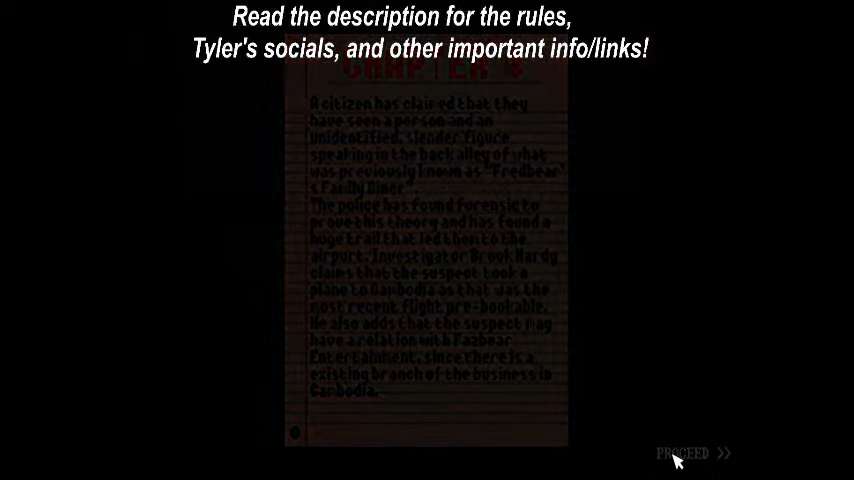 Read the description for the rules,
Tyler's socials, and other important info/links!
CHAPTER 4
A citizen has claimed that they
have seen a person and an
unidentified, slender figure
speaking in the back alley of what
was previously known as "Fredbear'
s Family Diner".
The police has found forensic to
prove this theory and has found a
huge trail that led them to the
airport. Investigator Brook Hardy
claims that the suspect took a
plane to Cambodia as that was the
most recent flight pre-bookable.
He also adds that the suspect may
have a relation with Fazbear
Entertainment, since there is a
existing branch of the business in
Cambodia.
PROCEED >>